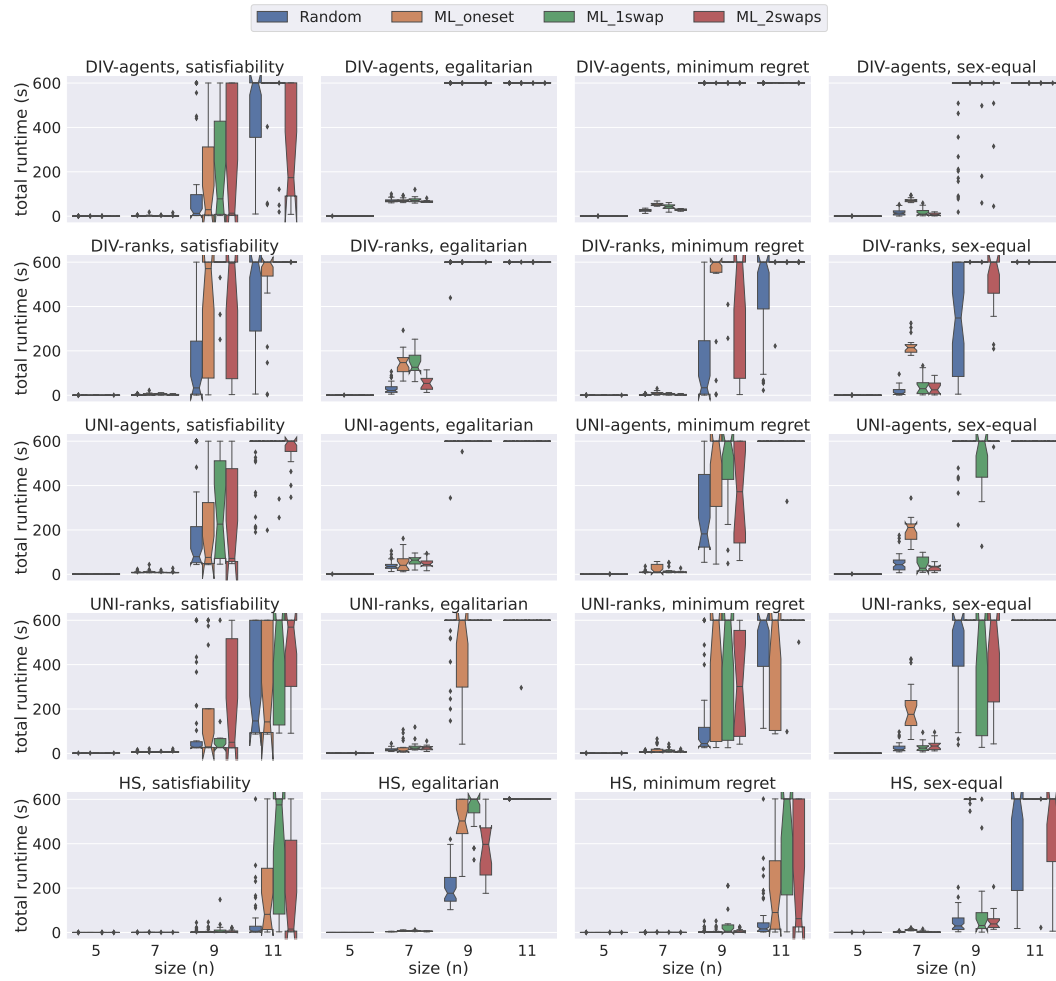 Random ML_oneset ML_1swap ML_2swaps
DIV-agents, satisfiability DIV-agents, egalitarian DIV-agents, minimum regret DIV-agents, sex-equal
total runtime (s)
600
400
200
0
DIV-ranks, satisfiability DIV-ranks, egalitarian DIV-ranks, minimum regret DIV-ranks, sex-equal
total runtime (s)
600
400
200
0
UNI-agents, satisfiability UNI-agents, egalitarian UNI-agents, minimum regret UNI-agents, sex-equal
total runtime (s)
600
400
200
0
UNI-ranks, satisfiability UNI-ranks, egalitarian UNI-ranks, minimum regret UNI-ranks, sex-equal
total runtime (s)
600
400
200
0
HS, satisfiability HS, egalitarian HS, minimum regret HS, sex-equal
total runtime (s)
600
400
200
0
5 7 9 11 5 7 9 11 5 7 9 11 5 7 9 11
size (n) size (n) size (n) size (n)